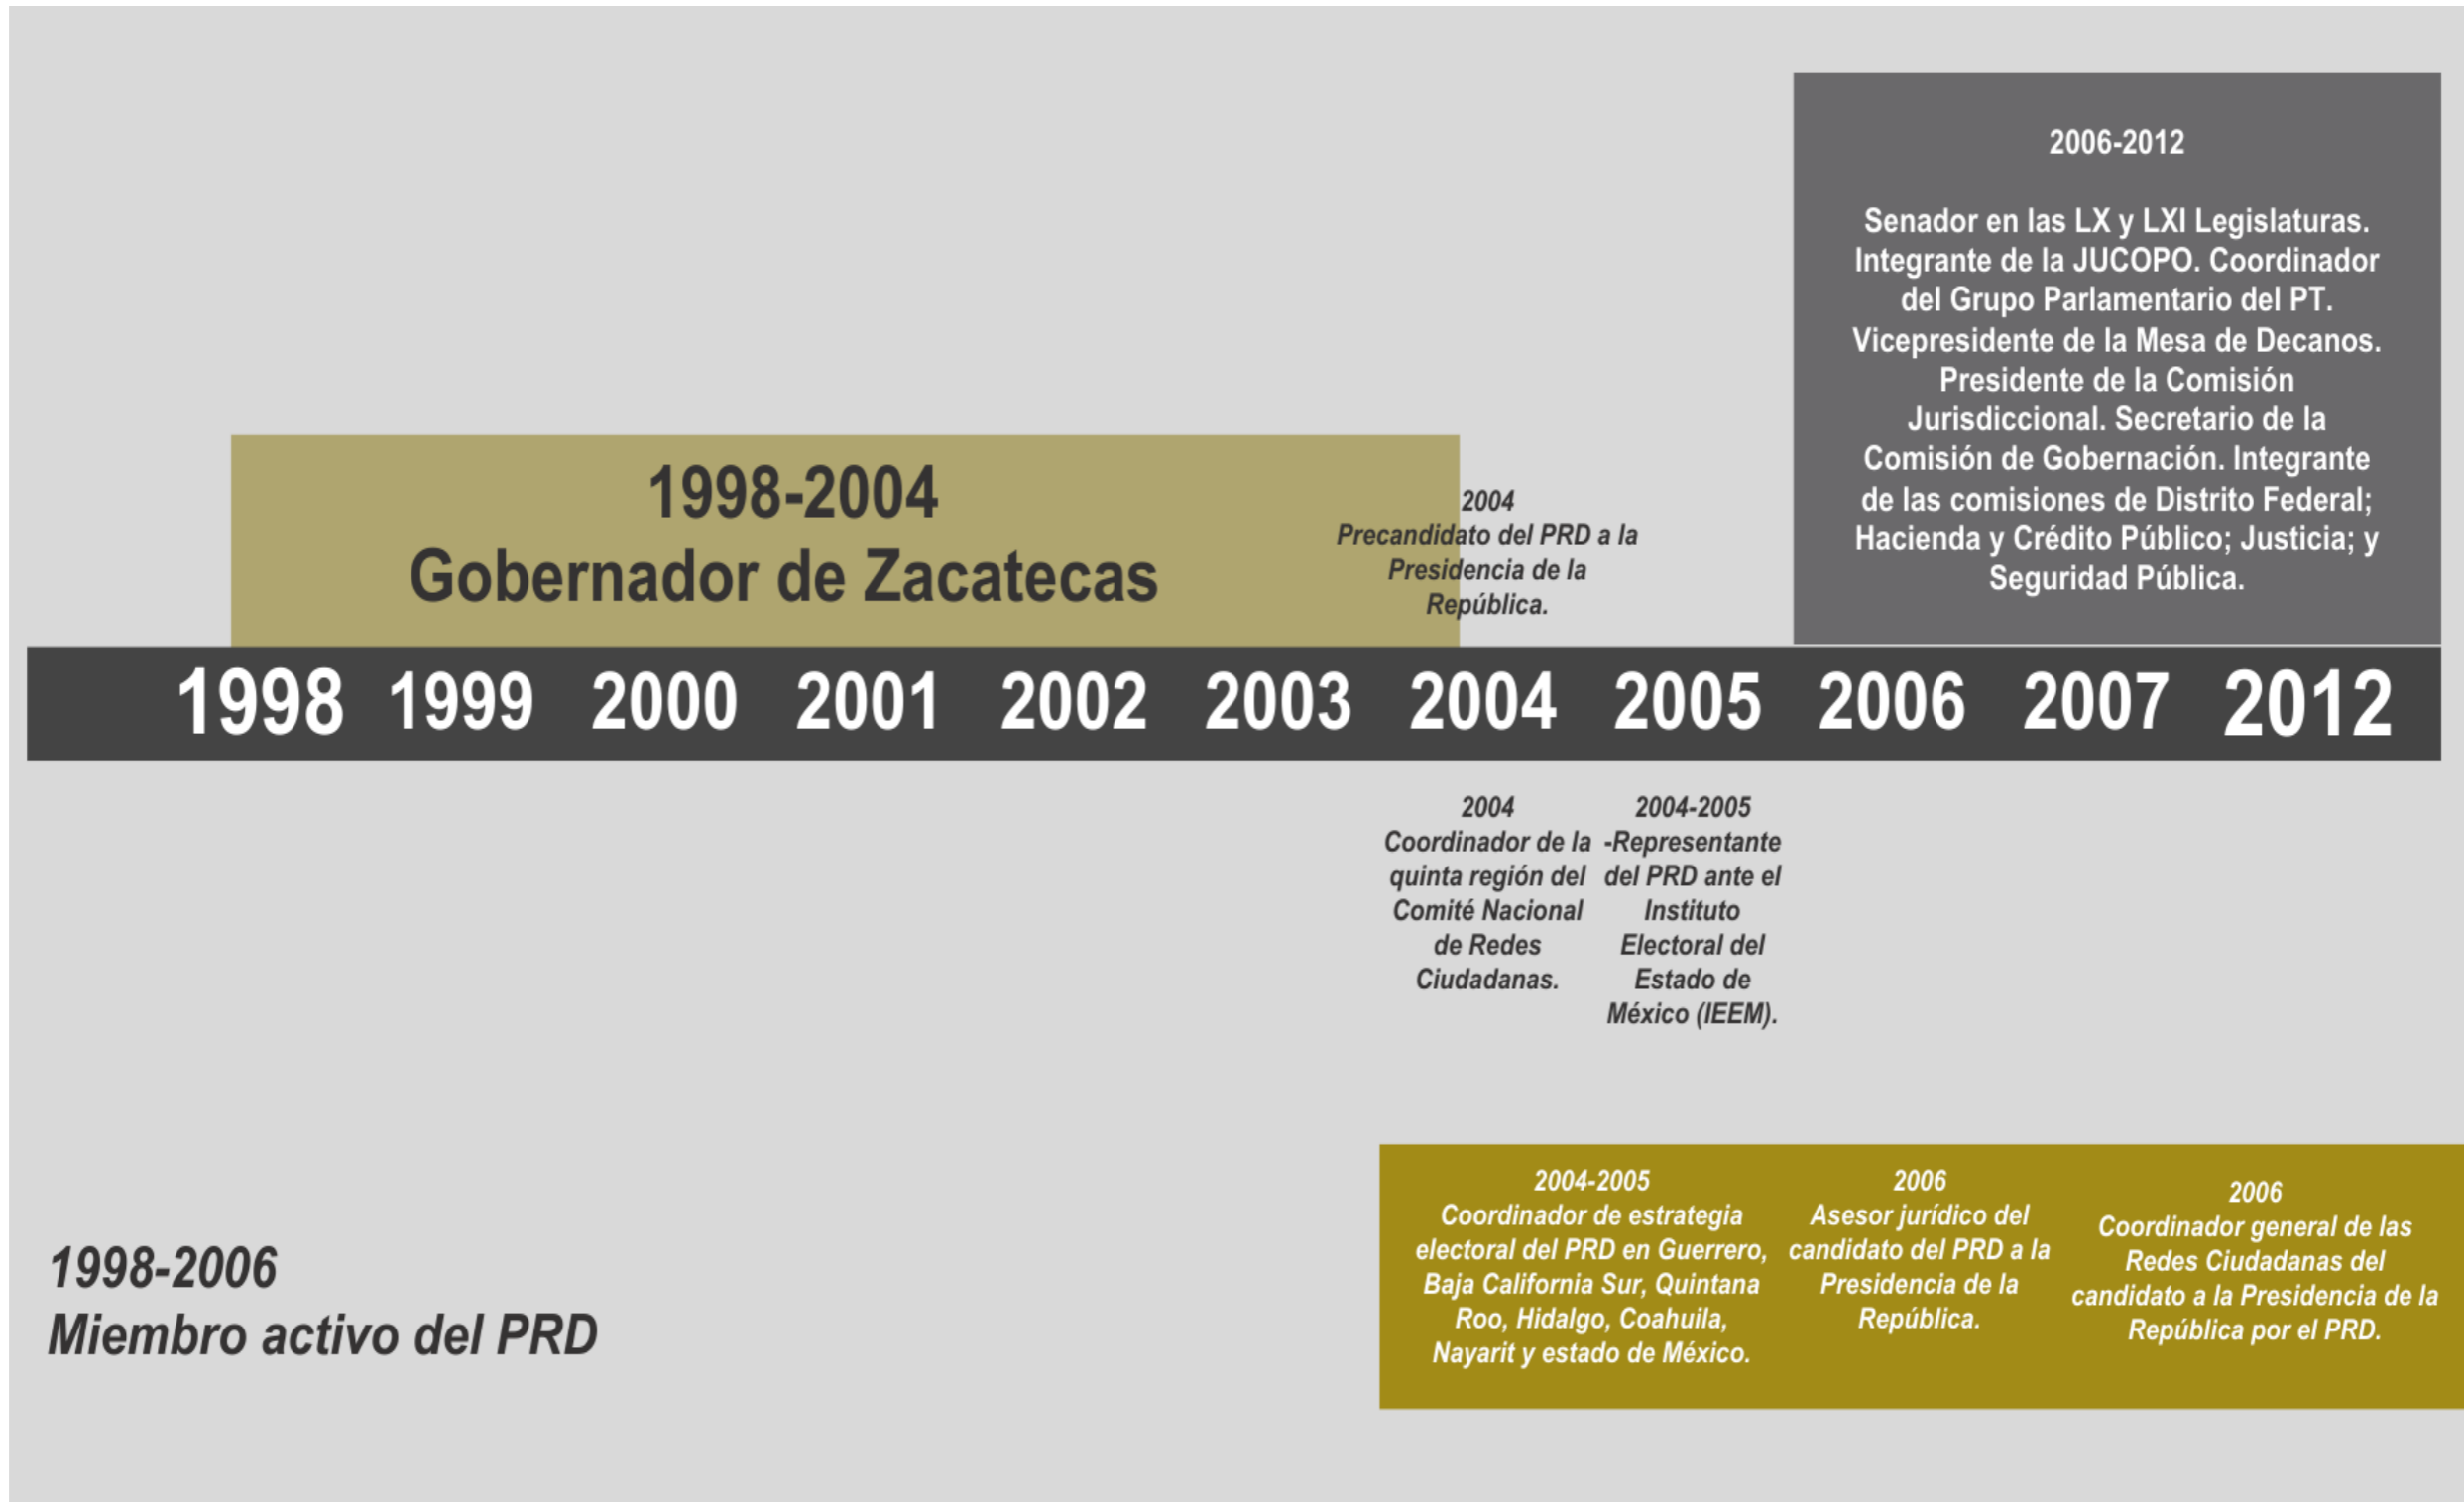 2006-2012
Senador en las LX y LXI Legislaturas.
Integrante de la JUCOPO. Coordinador
del Grupo Parlamentario del PT.
Vicepresidente de la Mesa de Decanos.
Presidente de la Comisión
Jurisdiccional. Secretario de la
Comisión de Gobernación. Integrante
de las comisiones de Distrito Federal;
Hacienda y Crédito Público; Justicia; y
Seguridad Pública.
1998-2004
Gobernador de Zacatecas
2004
Precandidato del PRD a la
Presidencia de la
República.
1998 1999 2000 2001 2002 2003 2004 2005 2006 2007 2012
2004
Coordinador de la
quinta región del
Comité Nacional
de Redes
Ciudadanas.
2004-2005
-Representante
del PRD ante el
Instituto
Electoral del
Estado de
México (IEEM).
1998-2006
Miembro activo del PRD
2004-2005
Coordinador de estrategia
electoral del PRD en Guerrero,
Baja California Sur, Quintana
Roo, Hidalgo, Coahuila,
Nayarit y estado de México.
2006
Asesor jurídico del
candidato del PRD a la
Presidencia de la
República.
2006
Coordinador general de las
Redes Ciudadanas del
candidato a la Presidencia de la
República por el PRD.